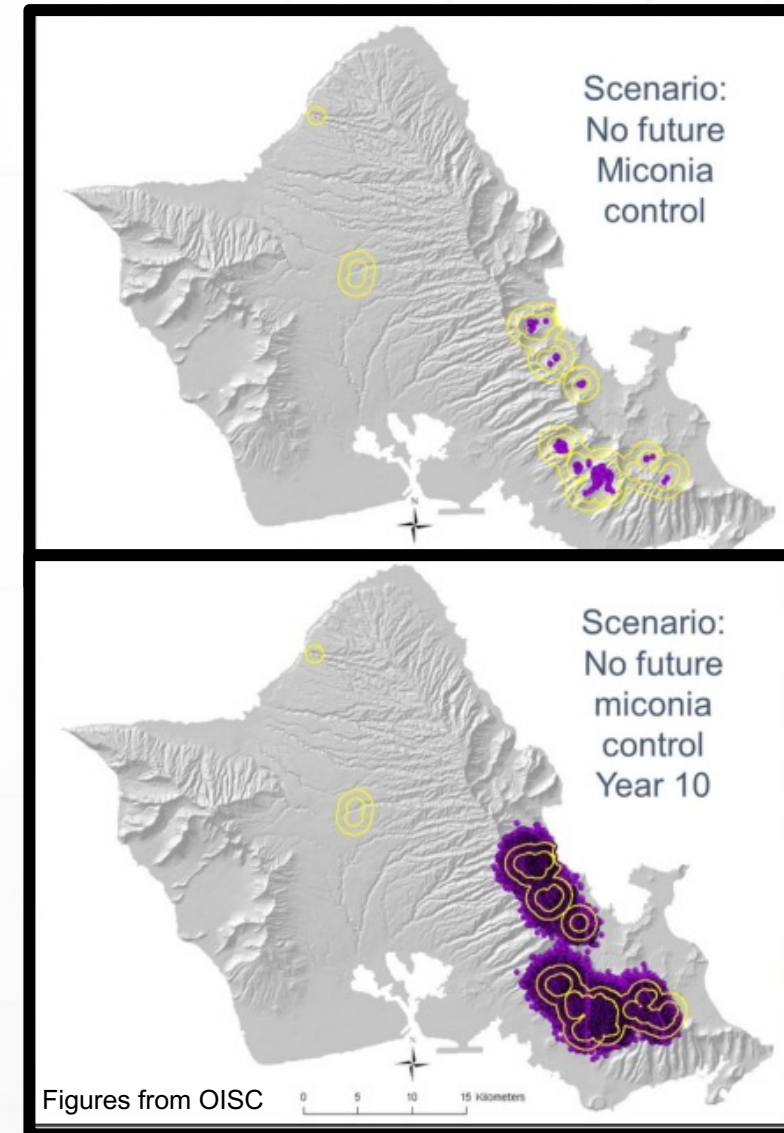 Scenario:
No future
Miconia
control
N
Scenario:
No future
miconia
control
Year 10
N
Figures from OISC
0 5 10 15 Kilometers